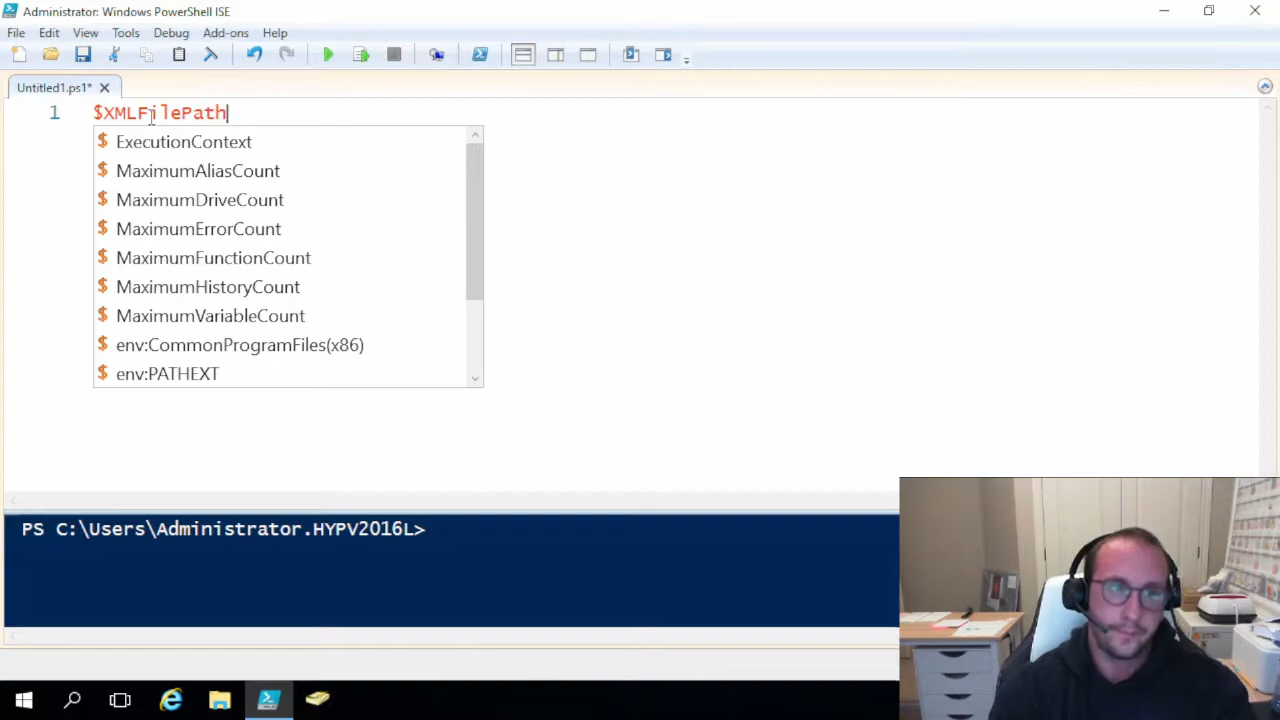 Administrator: Windows PowerShell ISE
File Edit View Tools Debug Add-ons Help
Untitled1.ps1*
1 $XMLFilePath
$ ExecutionContext
$ MaximumAliasCount
$ MaximumDriveCount
$ MaximumErrorCount
$ MaximumFunctionCount
$ MaximumHistoryCount
$ MaximumVariableCount
$ env:CommonProgramFiles(x86)
$ env:PATHEXT
PS C:\Users\Administrator.HYPV2016L>